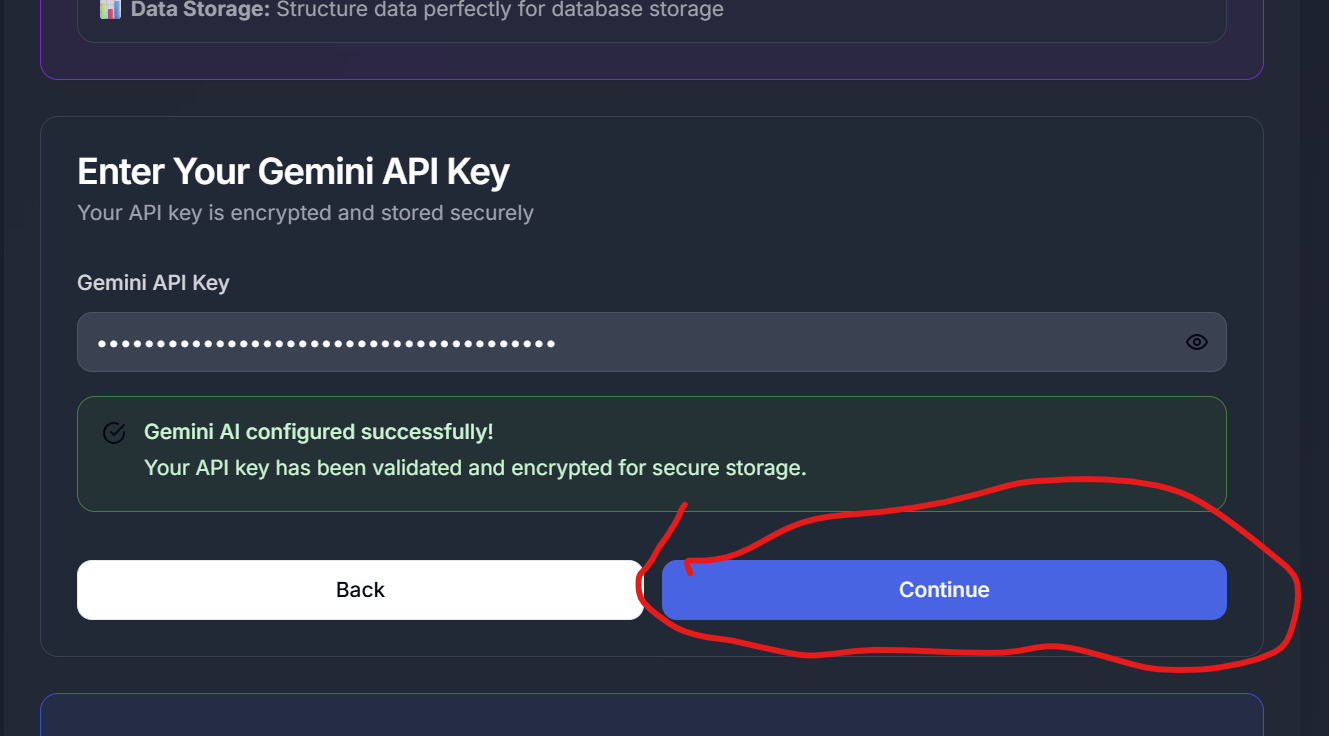 Data Storage: Structure data perfectly for database storage
Enter Your Gemini API Key
Your API key is encrypted and stored securely
Gemini API Key
•••••••••••••••••••••••••••••••••••••••
Gemini AI configured successfully!
Your API key has been validated and encrypted for secure storage.
Back
Continue